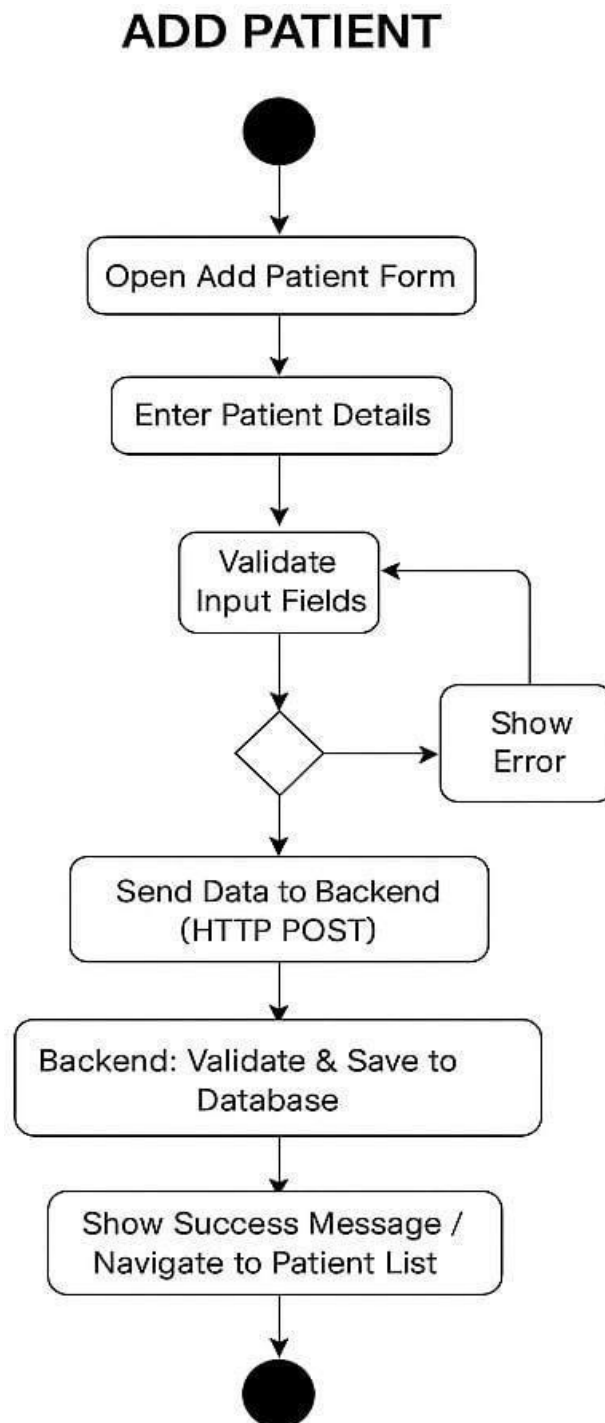 ADD PATIENT
Open Add Patient Form
Enter Patient Details
Validate
Input Fields
Show
Error
Send Data to Backend
(HTTP POST)
Backend: Validate & Save to
Database
Show Success Message /
Navigate to Patient List